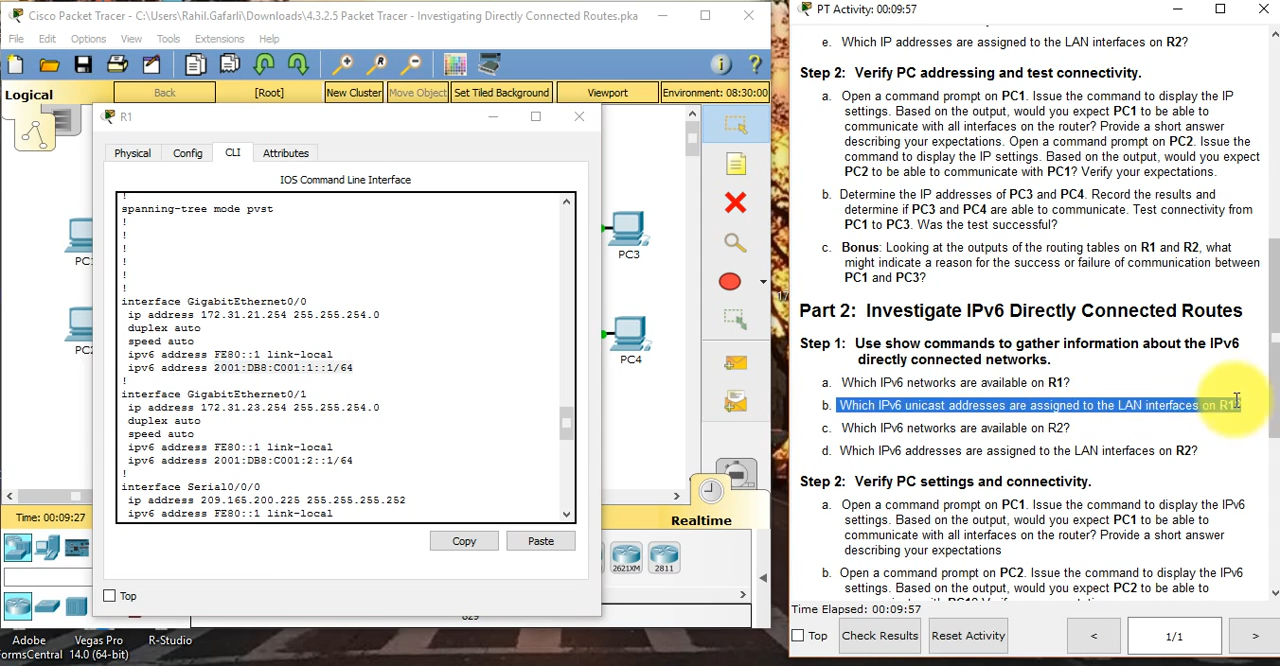 Cisco Packet Tracer - C:\Users\Rahil.Gafarli\Downloads\4.3.2.5 Packet Tracer - Investigating Directly Connected Routes.pka
File Edit Options View Tools Extensions Help
Logical
Back
[Root]
New Cluster
Move Object
Set Tiled Background
Viewport
Environment: 08:30:00
R1
Physical
Config
CLI
Attributes
IOS Command Line Interface
!
spanning-tree mode pvst
!
!
!
!
!
!
interface GigabitEthernet0/0
ip address 172.31.21.254 255.255.254.0
duplex auto
speed auto
ipv6 address FE80::1 link-local
ipv6 address 2001:DB8:C001:1::1/64
!
interface GigabitEthernet0/1
ip address 172.31.23.254 255.255.254.0
duplex auto
speed auto
ipv6 address FE80::1 link-local
ipv6 address 2001:DB8:C001:2::1/64
!
interface Serial0/0/0
ip address 209.165.200.225 255.255.255.252
ipv6 address FE80::1 link-local
Copy
Paste
Top
PC3
PC4
Time: 00:09:27
Realtime
2621XM
2811
Adobe
FormsCentral
Vegas Pro
14.0 (64-bit)
R-Studio
PT Activity: 00:09:57
e. Which IP addresses are assigned to the LAN interfaces on R2?
Step 2: Verify PC addressing and test connectivity.
a. Open a command prompt on PC1. Issue the command to display the IP
settings. Based on the output, would you expect PC1 to be able to
communicate with all interfaces on the router? Provide a short answer
describing your expectations. Open a command prompt on PC2. Issue the
command to display the IP settings. Based on the output, would you expect
PC2 to be able to communicate with PC1? Verify your expectations.
b. Determine the IP addresses of PC3 and PC4. Record the results and
determine if PC3 and PC4 are able to communicate. Test connectivity from
PC1 to PC3. Was the test successful?
c. Bonus: Looking at the outputs of the routing tables on R1 and R2, what
might indicate a reason for the success or failure of communication between
PC1 and PC3?
Part 2: Investigate IPv6 Directly Connected Routes
Step 1: Use show commands to gather information about the IPv6
directly connected networks.
a. Which IPv6 networks are available on R1?
b. Which IPv6 unicast addresses are assigned to the LAN interfaces on R1?
c. Which IPv6 networks are available on R2?
d. Which IPv6 addresses are assigned to the LAN interfaces on R2?
Step 2: Verify PC settings and connectivity.
a. Open a command prompt on PC1. Issue the command to display the IPv6
settings. Based on the output, would you expect PC1 to be able to
communicate with all interfaces on the router? Provide a short answer
describing your expectations
b. Open a command prompt on PC2. Issue the command to display the IPv6
settings. Based on the output, would you expect PC2 to be able to
Time Elapsed: 00:09:57
Top
Check Results
Reset Activity
<
1/1
>